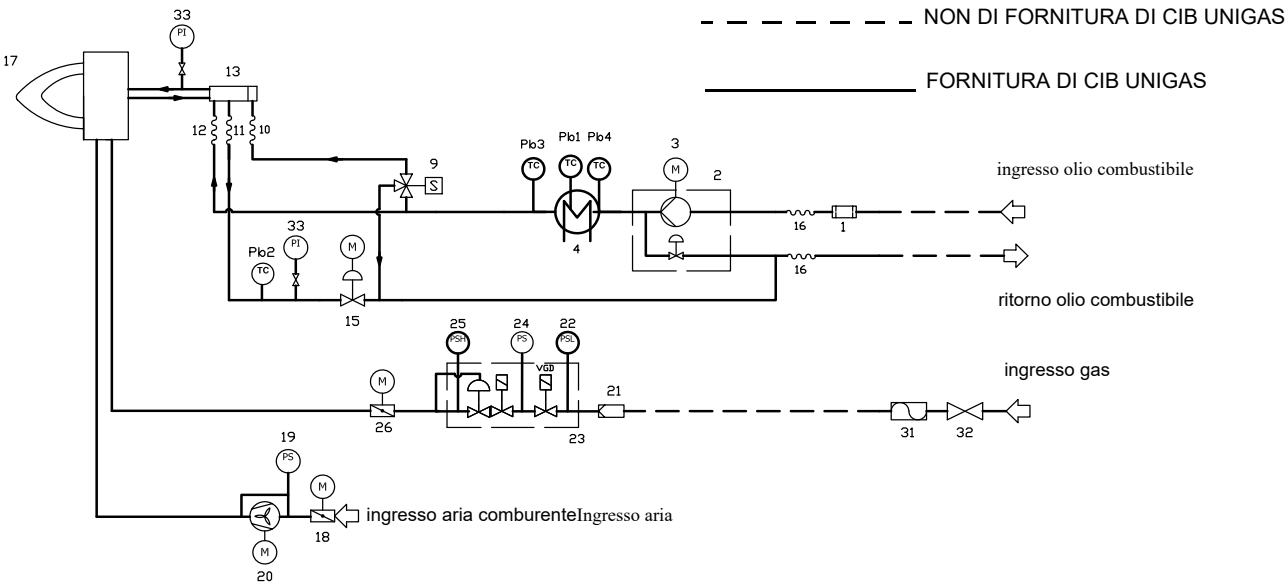 33
NON DI FORNITURA DI CIB UNIGAS
PI
17
13
FORNITURA DI CIB UNIGAS
12
11
10
Pb3
Pb1
Pb4
3
TC
TC
TC
M
2
9
S
ingresso olio combustibile
16
1
4
33
M
Pb2
PI
TC
16
15
ritorno olio combustibile
25
24
22
PSH
PS
PSL
ingresso gas
VGD
M
21
26
23
31
32
19
PS
M
ingresso aria comburenteIngresso aria
18
M
20